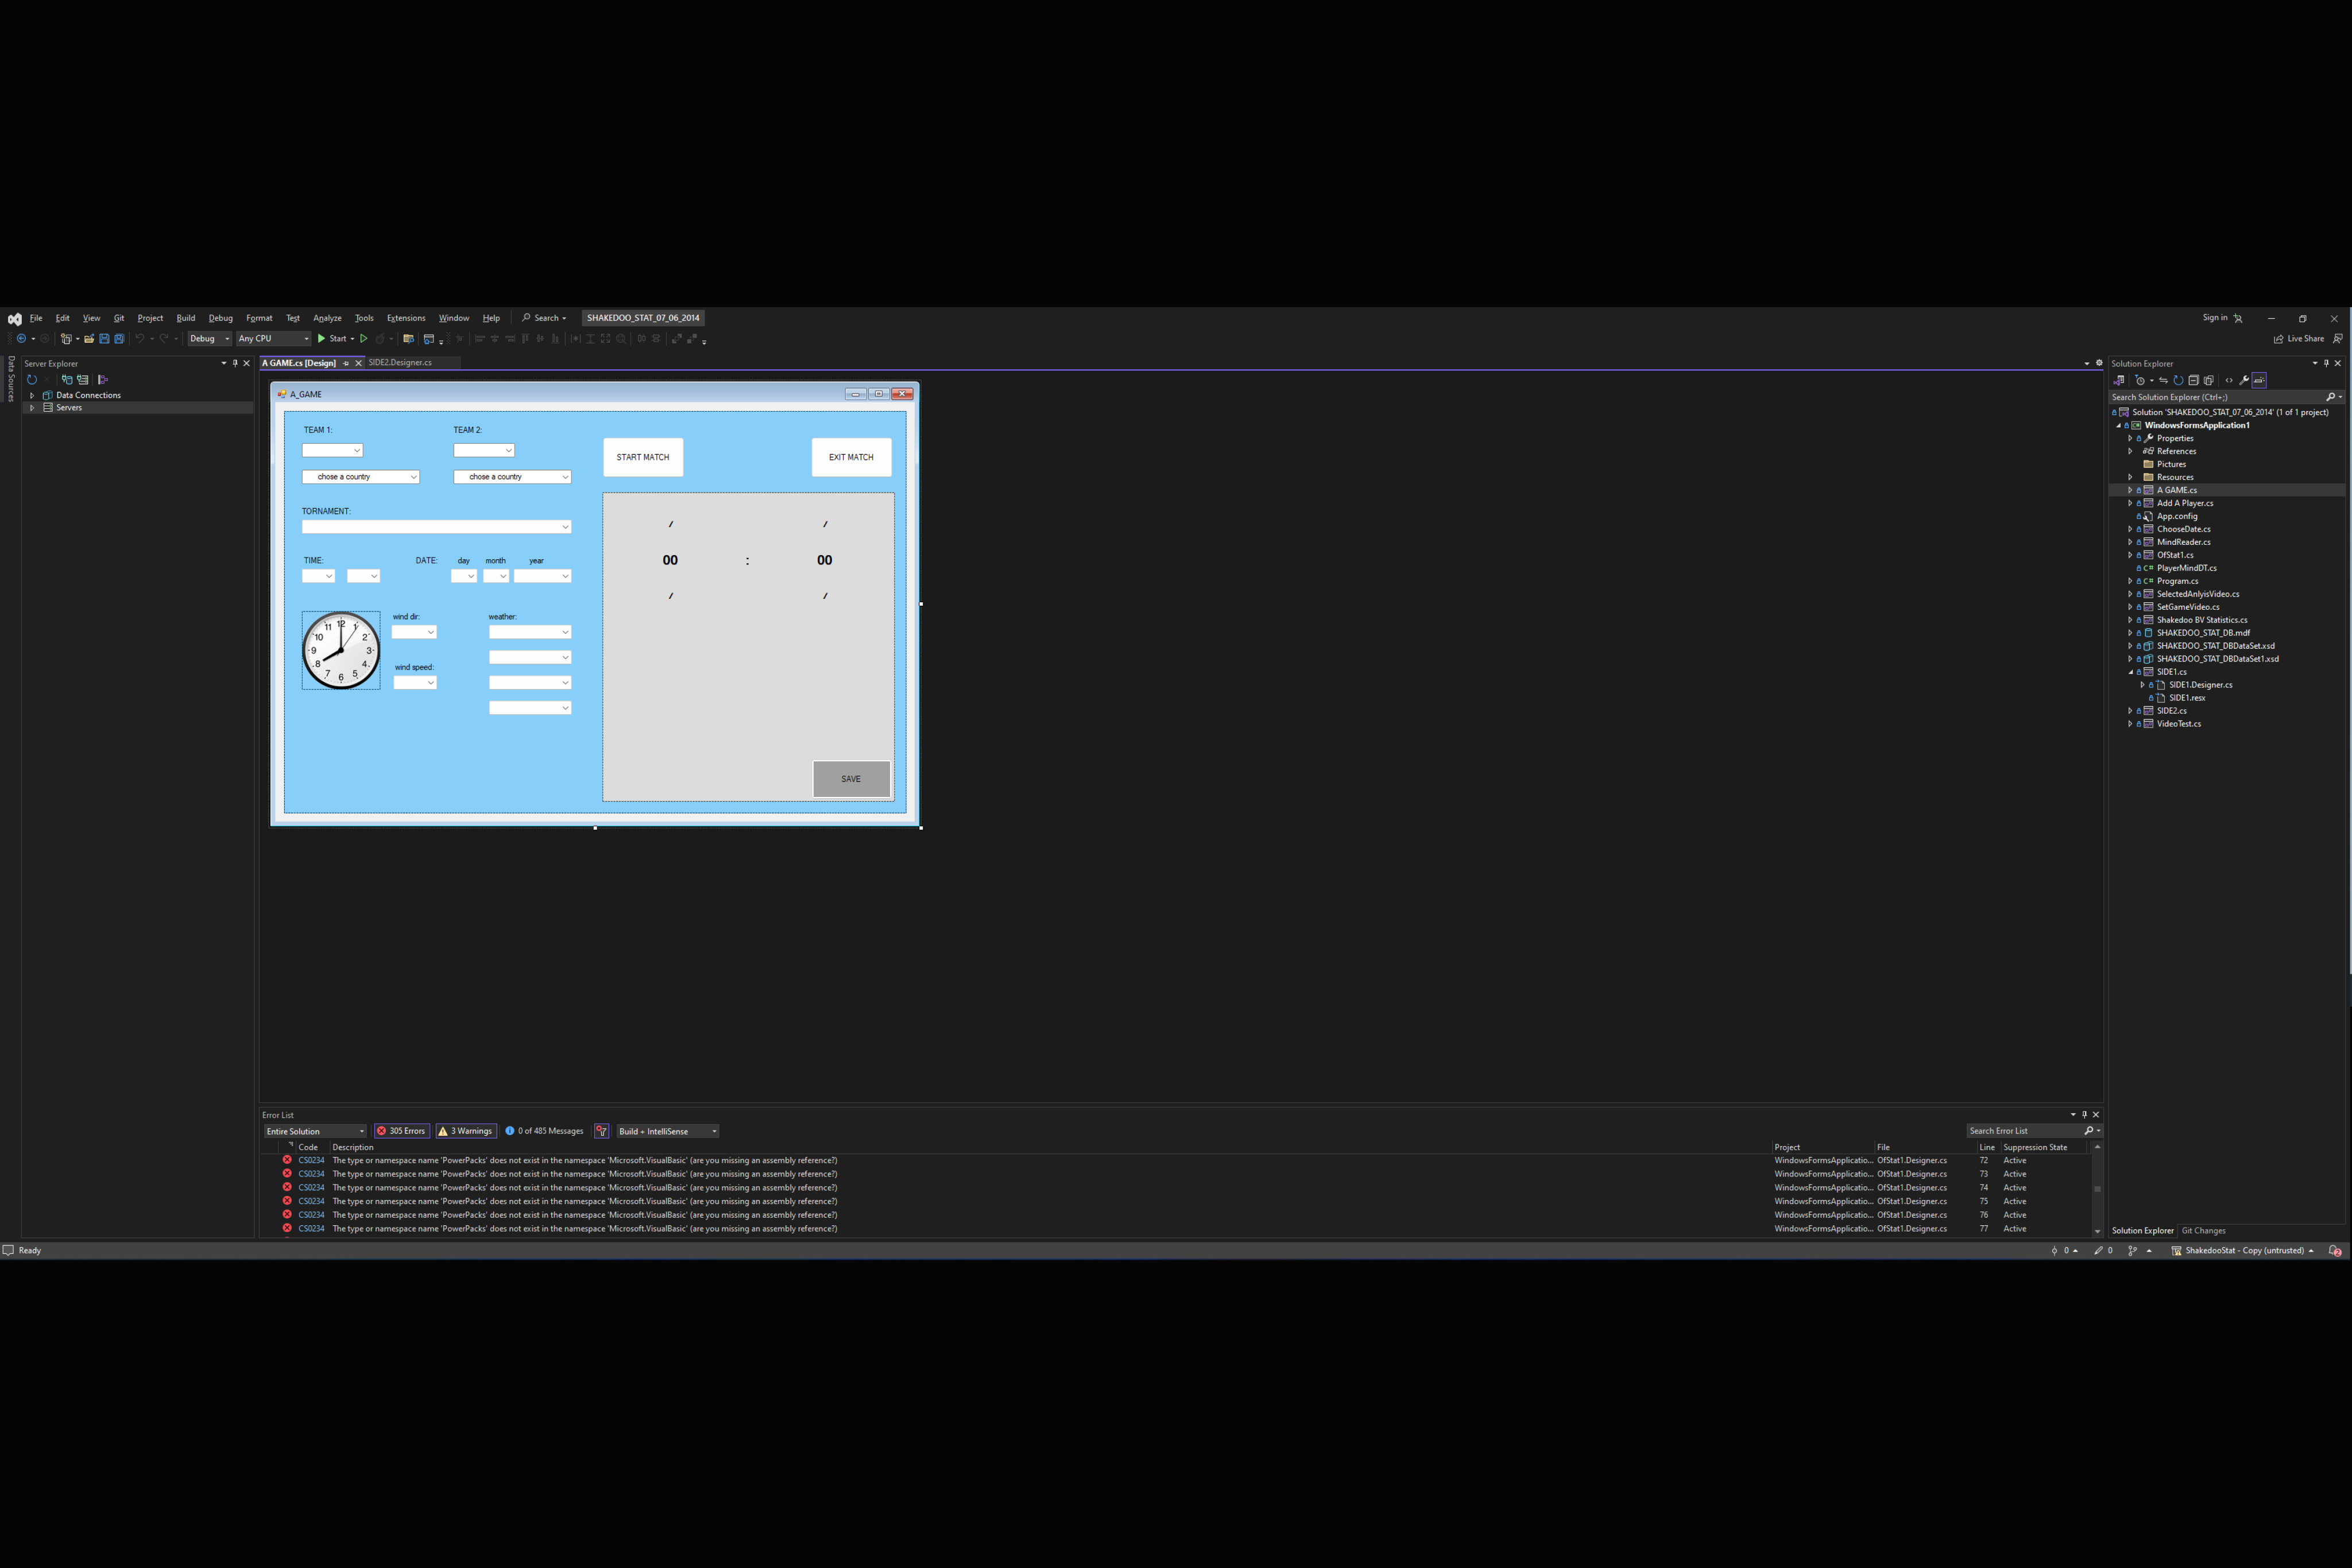 File Edit View Git Project Build Debug Format Test Analyze Tools Extensions Window Help Search SHAKEDOO_STAT_07_06_2014 Sign in
Debug Any CPU Start Live Share
Data Sources
Server Explorer
Data Connections
Servers
A GAME.cs [Design] SIDE2.Designer.cs
A_GAME
TEAM 1: TEAM 2:
START MATCH EXIT MATCH
chose a country chose a country
TORNAMENT:
/ /
00 : 00
/ /
TIME: DATE: day month year
12 1 2 3 4 5 6 7 8 9 10 11
wind dir: weather:
wind speed:
SAVE
Solution Explorer
Search Solution Explorer (Ctrl+;)
Solution 'SHAKEDOO_STAT_07_06_2014' (1 of 1 project)
WindowsFormsApplication1
Properties
References
Pictures
Resources
A GAME.cs
Add A Player.cs
App.config
ChooseDate.cs
MindReader.cs
OfStat1.cs
C# PlayerMindDT.cs
C# Program.cs
SelectedAnlyisVideo.cs
SetGameVideo.cs
Shakedoo BV Statistics.cs
SHAKEDOO_STAT_DB.mdf
SHAKEDOO_STAT_DBDataSet.xsd
SHAKEDOO_STAT_DBDataSet1.xsd
SIDE1.cs
SIDE1.Designer.cs
SIDE1.resx
SIDE2.cs
VideoTest.cs
Solution Explorer Git Changes
Error List
Entire Solution 305 Errors 3 Warnings 0 of 485 Messages Build + IntelliSense Search Error List
Code Description Project File Line Suppression State
CS0234 The type or namespace name 'PowerPacks' does not exist in the namespace 'Microsoft.VisualBasic' (are you missing an assembly reference?) WindowsFormsApplicatio... OfStat1.Designer.cs 72 Active
CS0234 The type or namespace name 'PowerPacks' does not exist in the namespace 'Microsoft.VisualBasic' (are you missing an assembly reference?) WindowsFormsApplicatio... OfStat1.Designer.cs 73 Active
CS0234 The type or namespace name 'PowerPacks' does not exist in the namespace 'Microsoft.VisualBasic' (are you missing an assembly reference?) WindowsFormsApplicatio... OfStat1.Designer.cs 74 Active
CS0234 The type or namespace name 'PowerPacks' does not exist in the namespace 'Microsoft.VisualBasic' (are you missing an assembly reference?) WindowsFormsApplicatio... OfStat1.Designer.cs 75 Active
CS0234 The type or namespace name 'PowerPacks' does not exist in the namespace 'Microsoft.VisualBasic' (are you missing an assembly reference?) WindowsFormsApplicatio... OfStat1.Designer.cs 76 Active
CS0234 The type or namespace name 'PowerPacks' does not exist in the namespace 'Microsoft.VisualBasic' (are you missing an assembly reference?) WindowsFormsApplicatio... OfStat1.Designer.cs 77 Active
Ready 0 0 ShakedooStat - Copy (untrusted) 2